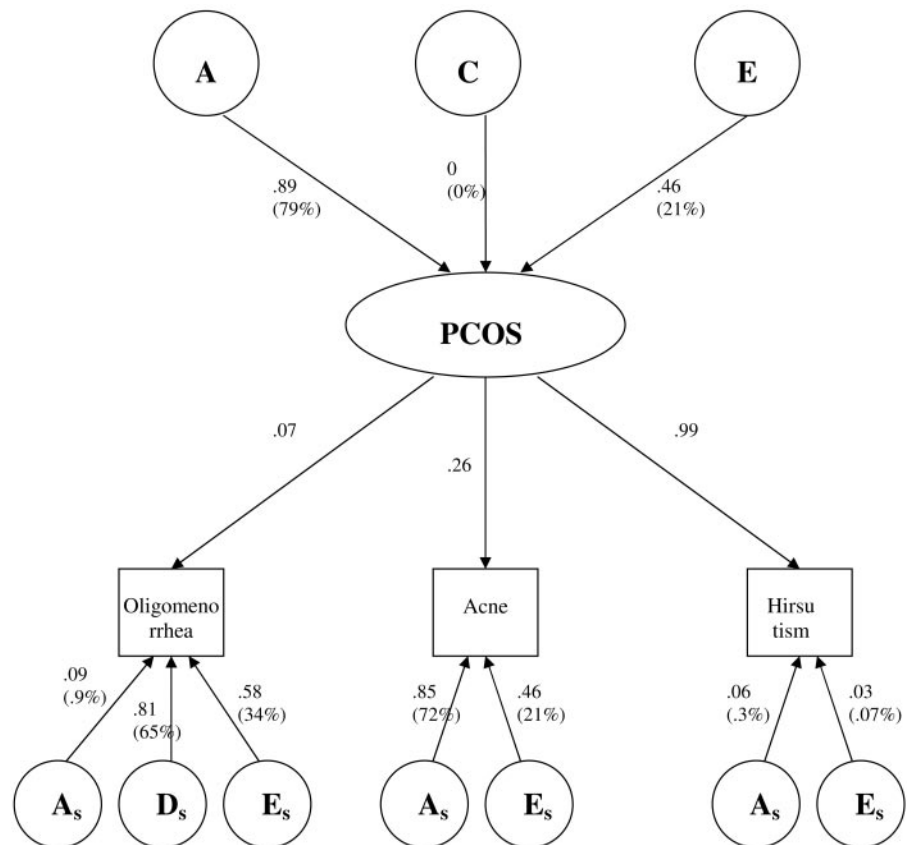 A
C
E
.89
(79%)
0
(0%)
.46
(21%)
PCOS
.07
.26
.99
Oligomeno
rrhea
Acne
Hirsu
tism
.09
(.9%)
.81
(65%)
.58
(34%)
.85
(72%)
.46
(21%)
.06
(.3%)
.03
(.07%)
As
Ds
Es
As
Es
As
Es